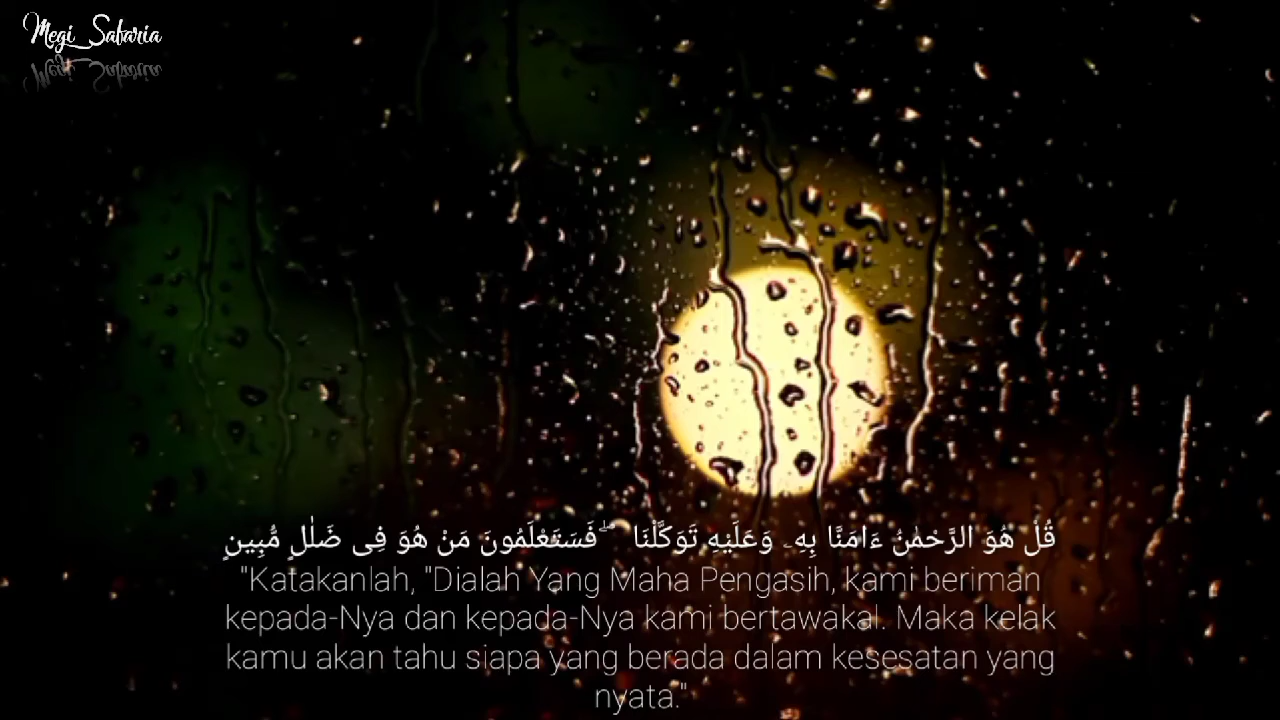 Megi_Safaria
قُلْ هُوَ الرَّحْمٰنُ ءَامَنَّا بِهِۦ وَعَلَيْهِ تَوَكَّلْنَا ۖ فَسَتَعْلَمُونَ مَنْ هُوَ فِى ضَلٰلٍ مُّبِينٍ
"Katakanlah, "Dialah Yang Maha Pengasih, kami beriman
kepada-Nya dan kepada-Nya kami bertawakal. Maka kelak
kamu akan tahu siapa yang berada dalam kesesatan yang
nyata."